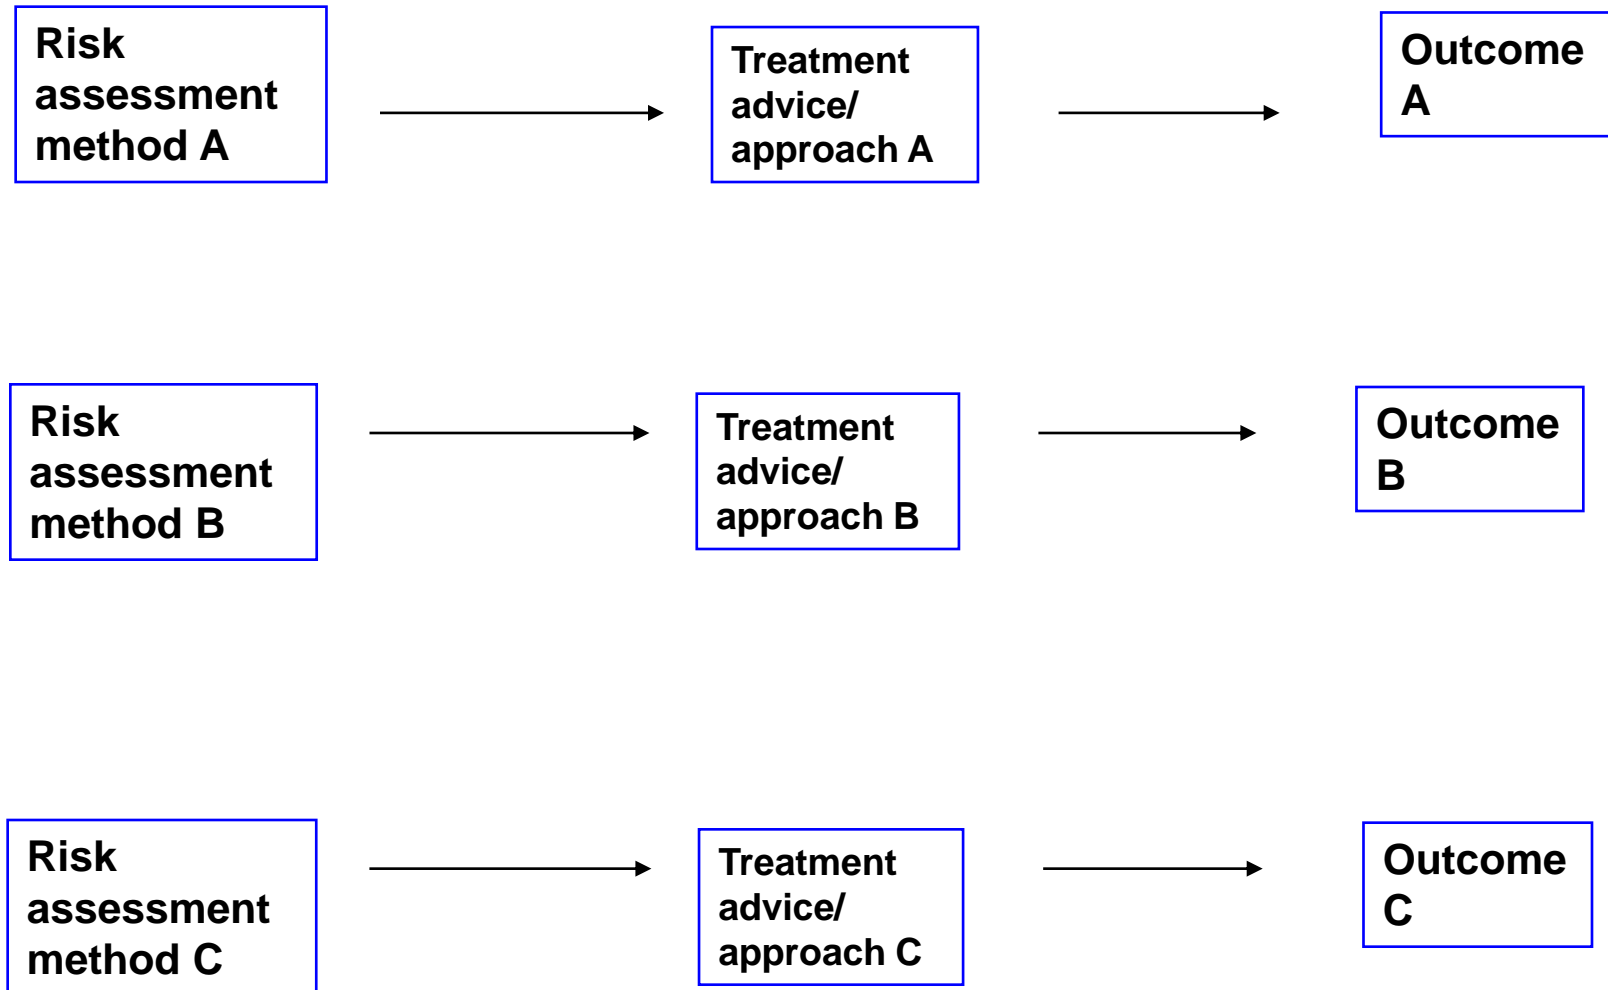 Risk
assessment
method A
Treatment
advice/
approach A
Outcome
A
Risk
assessment
method B
Treatment
advice/
approach B
Outcome
B
Risk
assessment
method C
Treatment
advice/
approach C
Outcome
C